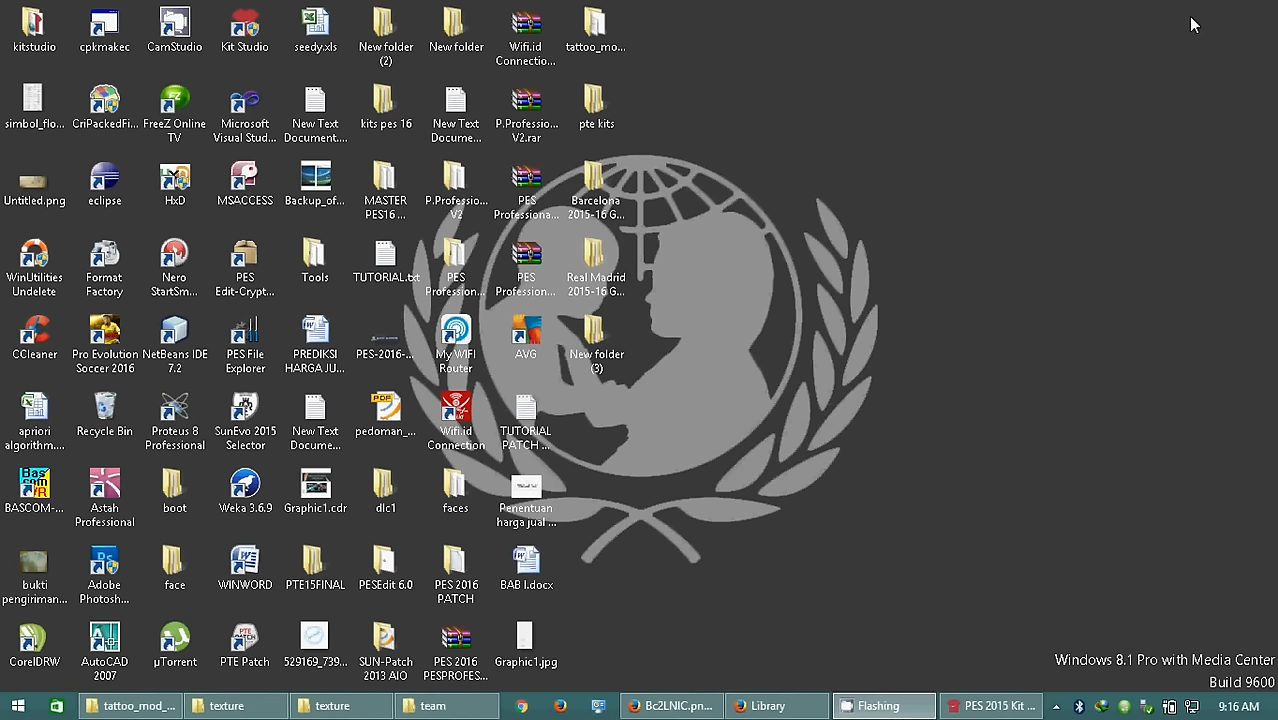 kitstudio
cpkmakec
CamStudio
Kit Studio
seedy.xls
New folder
(2)
New folder
Wifi.id
Connectio...
tattoo_mo...
simbol_flo...
CriPackedFi...
FreeZ Online
TV
Microsoft
Visual Stud...
New Text
Document....
kits pes 16
New Text
Docume...
P.Professio...
V2.rar
pte kits
Untitled.png
eclipse
HxD
MSACCESS
Backup_of...
MASTER
PES16 ...
P.Professio...
V2
PES
Professiona...
Barcelona
2015-16 G...
WinUtilities
Undelete
Format
Factory
Nero
StartSm...
PES
Edit-Crypt...
Tools
TUTORIAL.txt
PES
Profession...
PES
Profession...
Real Madrid
2015-16 G...
CCleaner
Pro Evolution
Soccer 2016
NetBeans IDE
7.2
PES File
Explorer
PREDIKSI
HARGA JU...
PES-2016-...
My WIFI
Router
AVG
New folder
(3)
apriori
algorithm....
Recycle Bin
Proteus 8
Professional
SunEvo 2015
Selector
New Text
Docume...
pedoman_...
Wifi.id
Connection
TUTORIAL
PATCH ...
BASCOM-...
Astah
Professional
boot
Weka 3.6.9
Graphic1.cdr
dlc1
faces
Penentuan
harga jual ...
bukti
pengiriman...
Adobe
Photosh...
face
WINWORD
PTE15FINAL
PESEdit 6.0
PES 2016
PATCH
BAB I.docx
CorelDRW
AutoCAD
2007
µTorrent
PTE Patch
529169_739...
SUN-Patch
2013 AIO
PES 2016
PESPROFES...
Graphic1.jpg
Windows 8.1 Pro with Media Center
Build 9600
tattoo_mod_...
texture
texture
team
Bc2LNIC.pn...
Library
Flashing
PES 2015 Kit ...
9:16 AM